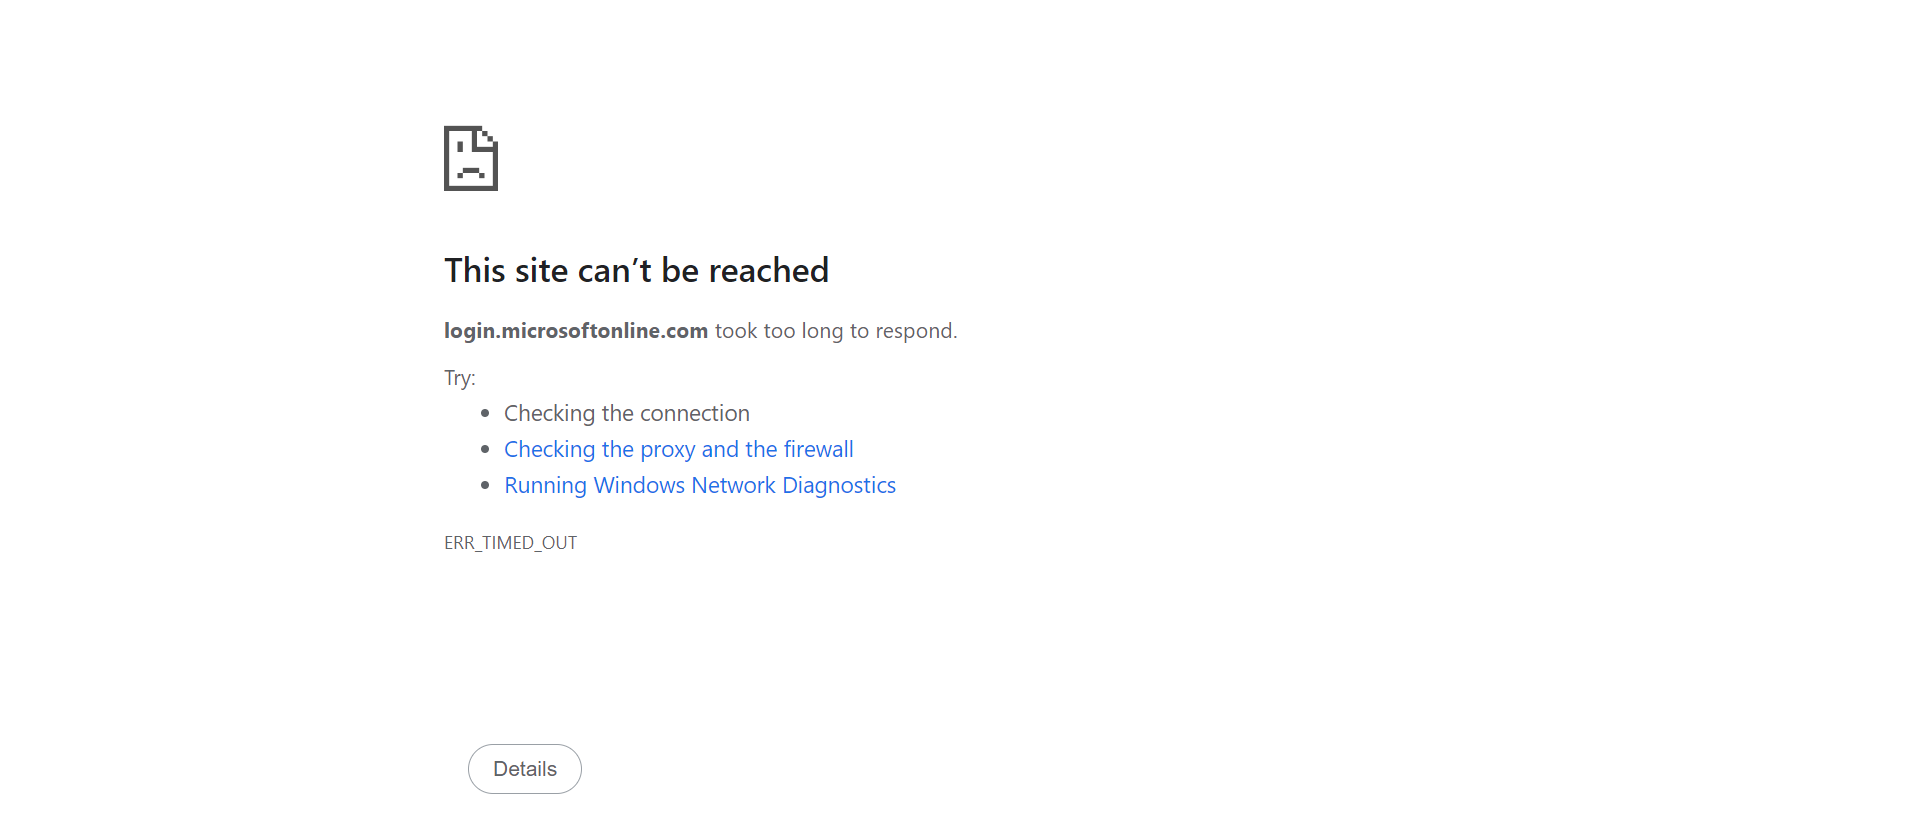 This site can’t be reached
login.microsoftonline.com took too long to respond.
Try:
Checking the connection
Checking the proxy and the firewall
Running Windows Network Diagnostics
ERR_TIMED_OUT
Details